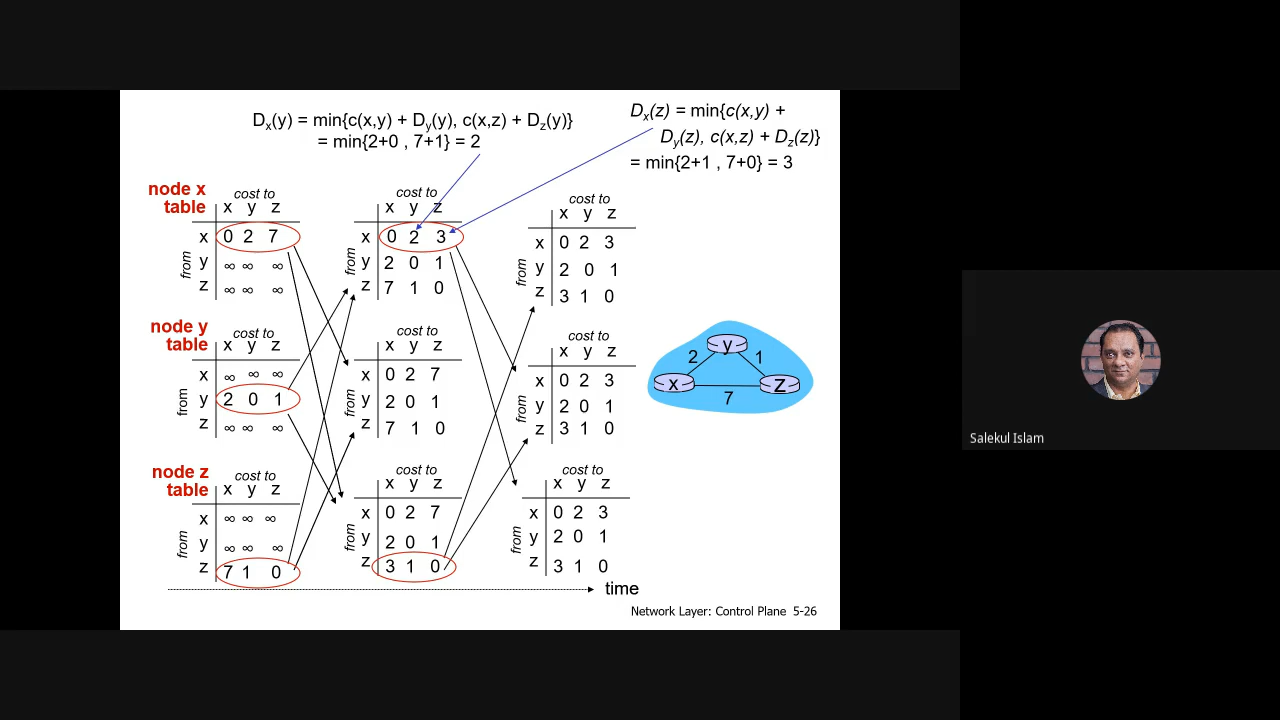 D_x(y) = min{c(x,y) + D_y(y), c(x,z) + D_z(y)}
= min{2+0 , 7+1} = 2
D_x(z) = min{c(x,y) +
D_y(z), c(x,z) + D_z(z)}
= min{2+1 , 7+0} = 3
node x
table
cost to
x y z
from
x 0 2 7
y ∞ ∞ ∞
z ∞ ∞ ∞
cost to
x y z
from
x 0 2 3
y 2 0 1
z 7 1 0
cost to
x y z
from
x 0 2 3
y 2 0 1
z 3 1 0
node y
table
cost to
x y z
from
x ∞ ∞ ∞
y 2 0 1
z ∞ ∞ ∞
cost to
x y z
from
x 0 2 7
y 2 0 1
z 7 1 0
cost to
x y z
from
x 0 2 3
y 2 0 1
z 3 1 0
y
2 1
x z
7
node z
table
cost to
x y z
from
x ∞ ∞ ∞
y ∞ ∞ ∞
z 7 1 0
cost to
x y z
from
x 0 2 7
y 2 0 1
z 3 1 0
cost to
x y z
from
x 0 2 3
y 2 0 1
z 3 1 0
time
Network Layer: Control Plane 5-26
Salekul Islam